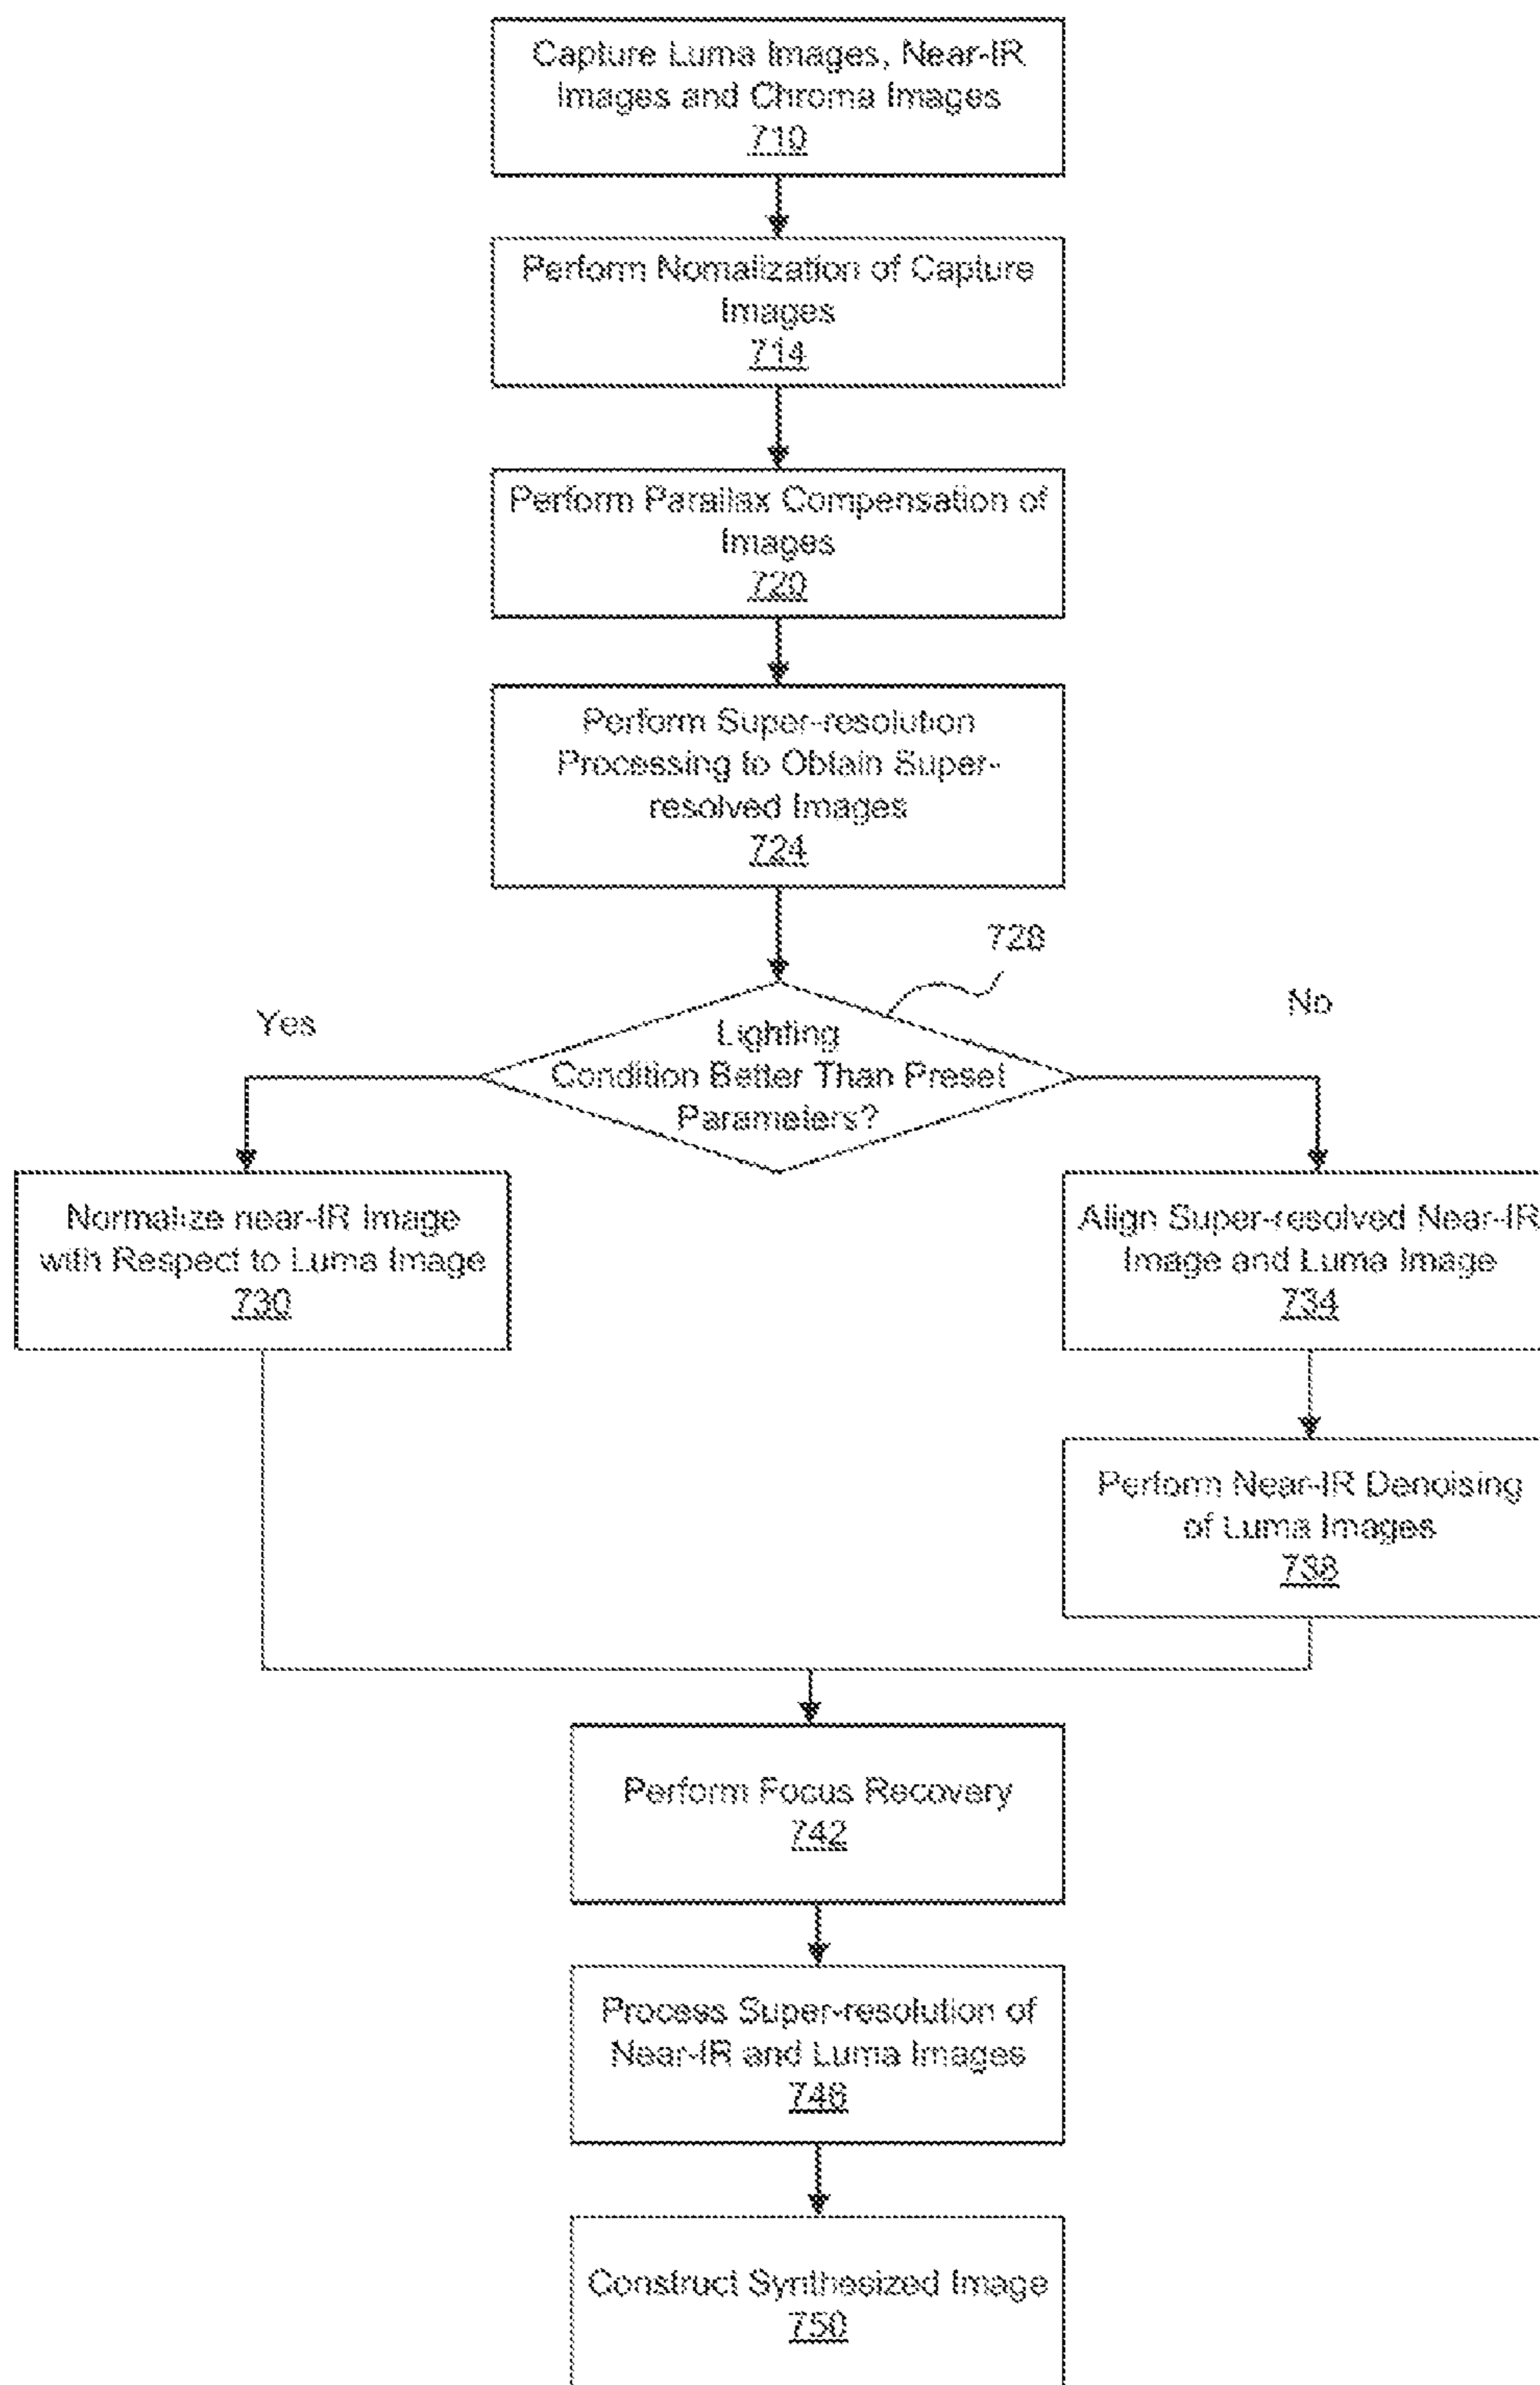 Capture Luma Images, Near-IR
Images and Chroma Images
710
Perform Nomalization of Capture
Images
714
Perform Parallax Compensation of
Images
720
Perform Super-resolution
Processing to Obtain Super-
resolved Images
724
728
Yes
No
Lighting
Condition Better Than Preset
Parameters?
Normalize near-IR Image
with Respect to Luma Image
730
Align Super-resolved Near-IR
Image and Luma Image
734
Perform Near-IR Denoising
of Luma Images
738
Perform Focus Recovery
742
Process Super-resolution of
Near-IR and Luma Images
746
Construct Synthesized Image
750